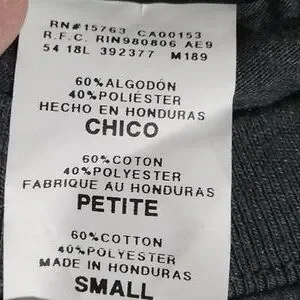 RN#15763 CA00153
R.F.C. RIN980806 AE9
54 18L 392377 M189
60%ALGODÓN
40%POLIÉSTER
HECHO EN HONDURAS
CHICO
60%COTON
40%POLYESTER
FABRIQUE AU HONDURAS
PETITE
60%COTTON
40%POLYESTER
MADE IN HONDURAS
SMALL